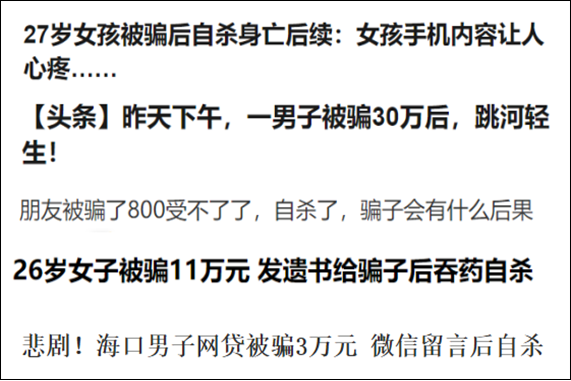 27岁女孩被骗后自杀身亡后续：女孩手机内容让人
心疼……
【头条】昨天下午，一男子被骗30万后，跳河轻
生！
朋友被骗了800受不了了，自杀了，骗子会有什么后果
26岁女子被骗11万元 发遗书给骗子后吞药自杀
悲剧！海口男子网贷被骗3万元 微信留言后自杀